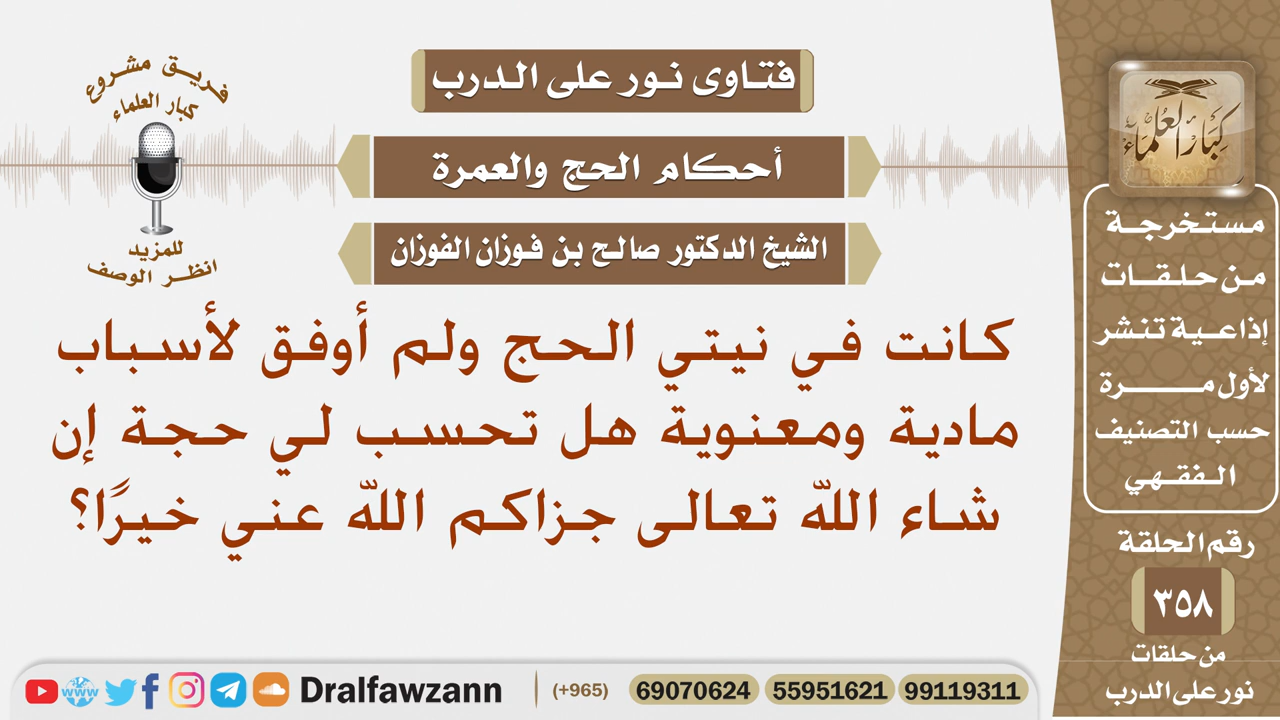 فتاوى نور على الدرب
أحكام الحج والعمرة
الشيخ الدكتور صالح بن فوزان الفوزان
كانت في نيتي الحج ولم أوفق لأسباب
مادية ومعنوية هل تحسب لي حجة إن
شاء الله تعالى جزاكم الله عني خيرًا؟
فريق مشروع
كبار العلماء
للمزيد
انظر الوصف
كبار العلماء
مستخرجة
من حلقات
إذاعية تنشر
لأول مرة
حسب التصنيف
الفقهي
رقم الحلقة
٣٥٨
من حلقات
نور على الدرب
www
Dralfawzann
(+965)
69070624
55951621
99119311